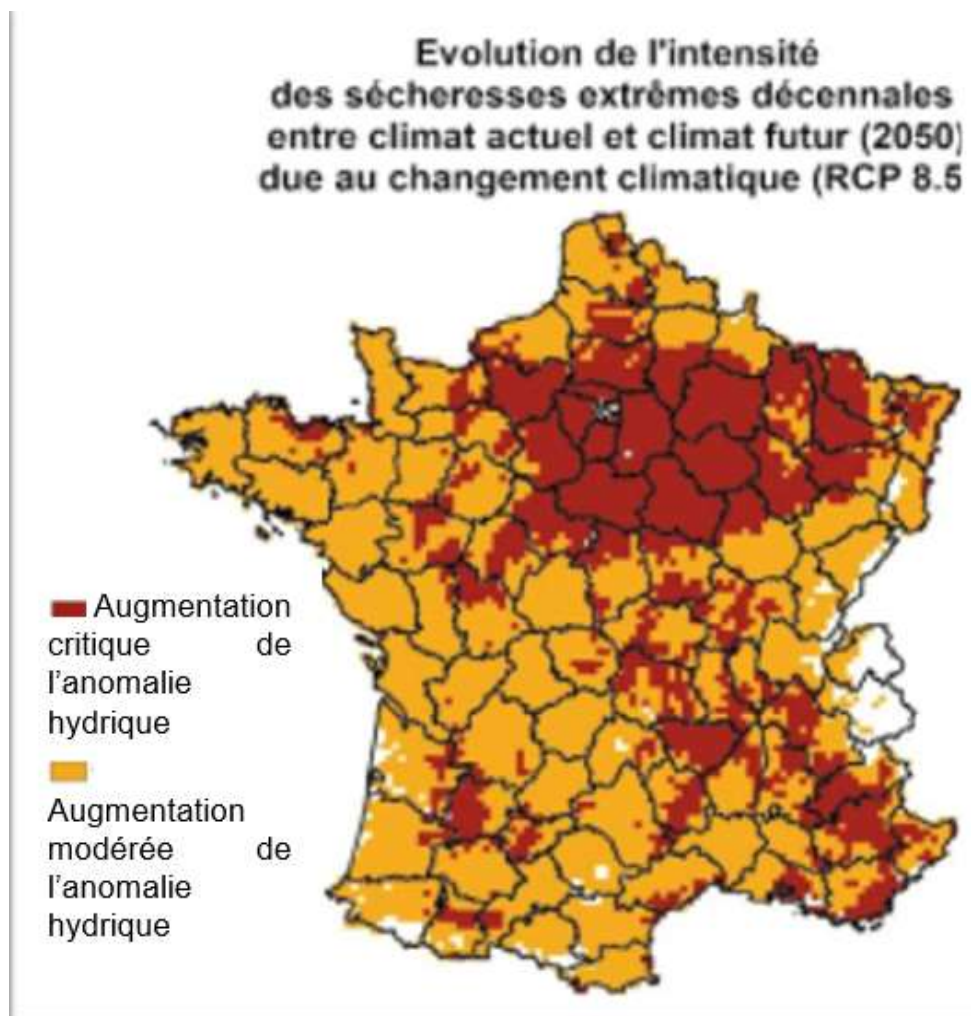 Evolution de l'intensité
des sécheresses extrêmes décennales
entre climat actuel et climat futur (2050)
due au changement climatique (RCP 8.5
Augmentation
critique de
l’anomalie
hydrique
Augmentation
modérée de
l’anomalie
hydrique